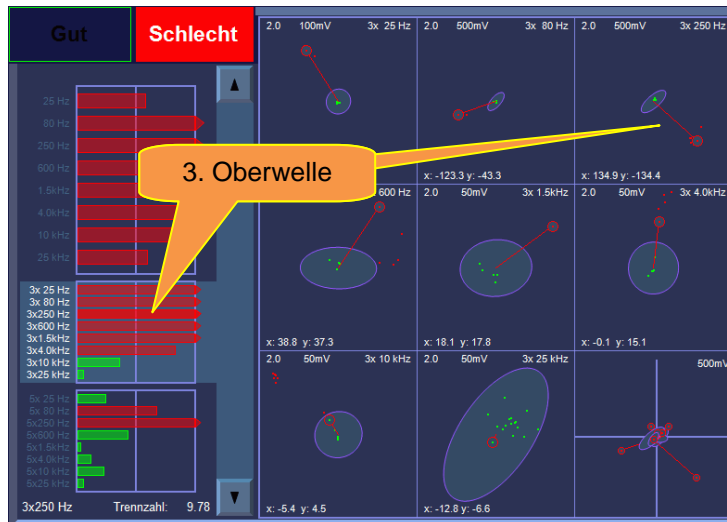 Gut
Schlecht
25 Hz
80 Hz
250 Hz
600 Hz
1.5kHz
4.0kHz
10 kHz
25 kHz
3x 25 Hz
3x 80 Hz
3x250 Hz
3x600 Hz
3x1.5kHz
3x4.0kHz
3x10 kHz
3x25 kHz
5x 25 Hz
5x 80 Hz
5x250 Hz
5x600 Hz
5x1.5kHz
5x4.0kHz
5x10 kHz
5x25 kHz
3x250 Hz Trennzahl: 9.78
3. Oberwelle
2.0 100mV 3x 25 Hz
2.0 500mV 3x 80 Hz
x: -123.3 y: -43.3
2.0 500mV 3x 250 Hz
x: 134.9 y: -134.4
600 Hz
x: 38.8 y: 37.3
2.0 50mV 3x 1.5kHz
x: 18.1 y: 17.8
2.0 50mV 3x 4.0kHz
x: -0.1 y: 15.1
2.0 50mV 3x 10 kHz
x: -5.4 y: 4.5
2.0 50mV 3x 25 kHz
x: -12.8 y: -6.6
500mV